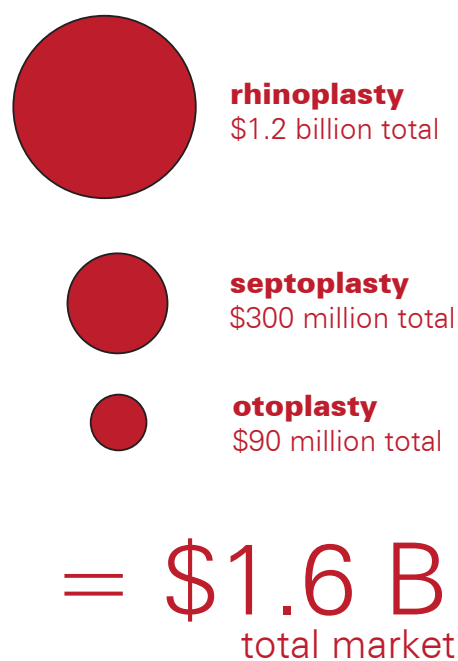 rhinoplasty
$1.2 billion total
septoplasty
$300 million total
otoplasty
$90 million total
= $1.6 B
total market